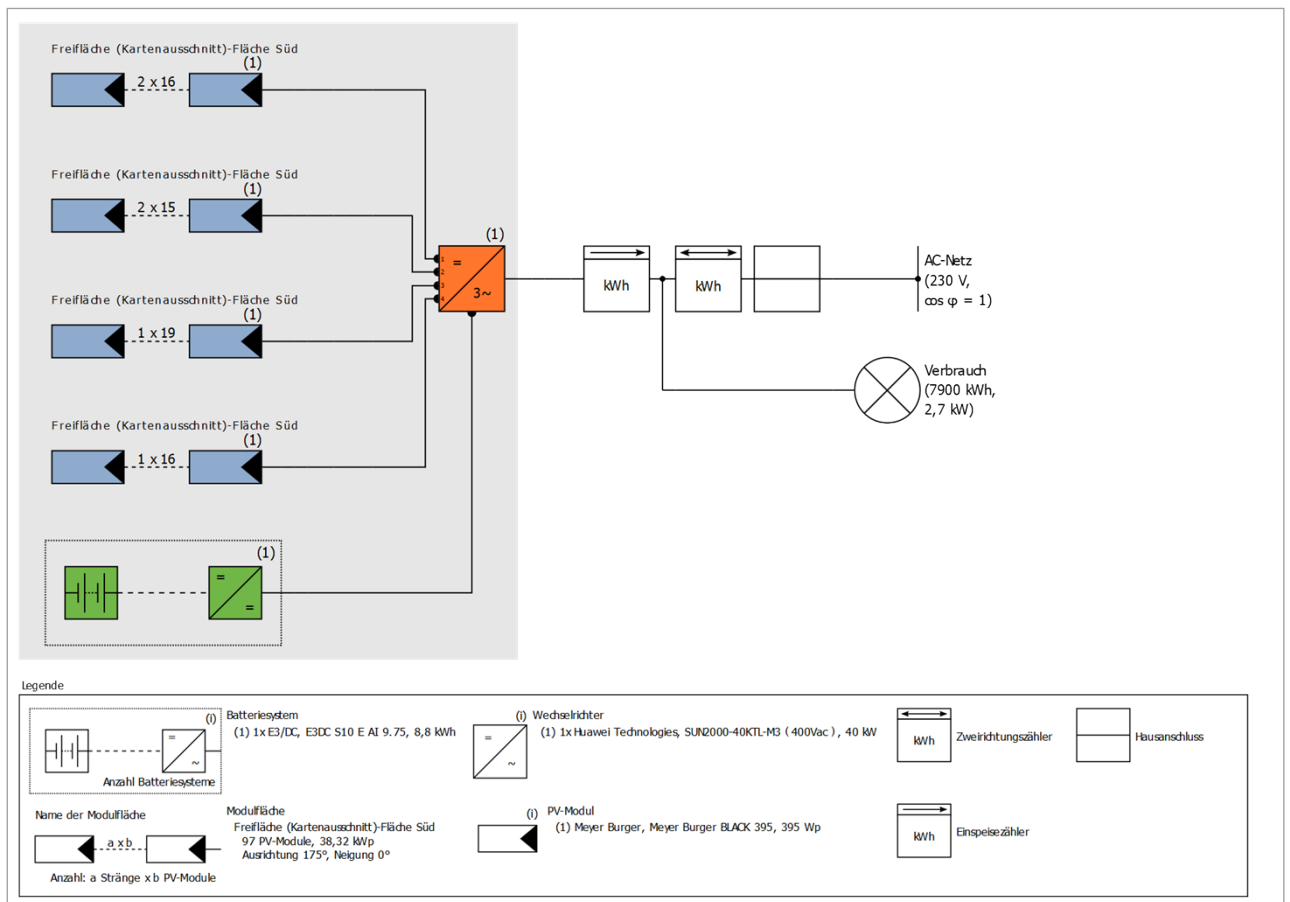 Freifläche (Kartenausschnitt)-Fläche Süd
(1)
2 x 16
Freifläche (Kartenausschnitt)-Fläche Süd
(1)
2 x 15
Freifläche (Kartenausschnitt)-Fläche Süd
(1)
1 x 19
Freifläche (Kartenausschnitt)-Fläche Süd
(1)
1 x 16
(1)
=
=
(1)
1
2
3
4
=
3~
kWh
kWh
AC-Netz
(230 V,
cos φ = 1)
Verbrauch
(7900 kWh,
2,7 kW)
Legende
(i)
=
~
Anzahl Batteriesysteme
Batteriesystem
(1) 1x E3/DC, E3DC S10 E AI 9.75, 8,8 kWh
Name der Modulfläche
a x b
Anzahl: a Stränge x b PV-Module
Modulfläche
Freifläche (Kartenausschnitt)-Fläche Süd
97 PV-Module, 38,32 kWp
Ausrichtung 175°, Neigung 0°
=
~
(i) Wechselrichter
(1) 1x Huawei Technologies, SUN2000-40KTL-M3 (400Vac), 40 kW
(i) PV-Modul
(1) Meyer Burger, Meyer Burger BLACK 395, 395 Wp
kWh
Zweirichtungszähler
Hausanschluss
kWh
Einspeisezähler